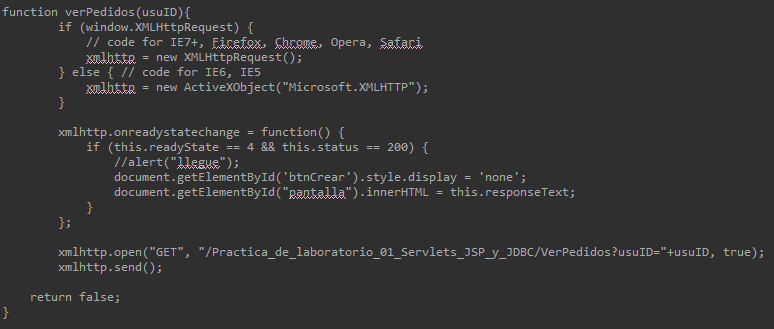 function verPedidos(usuID){
        if (window.XMLHttpRequest) {
            // code for IE7+, Firefox, Chrome, Opera, Safari
            xmlhttp = new XMLHttpRequest();
        } else { // code for IE6, IE5
            xmlhttp = new ActiveXObject("Microsoft.XMLHTTP");
        }

        xmlhttp.onreadystatechange = function() {
            if (this.readyState == 4 && this.status == 200) {
                //alert("llegue");
                document.getElementById('btnCrear').style.display = 'none';
                document.getElementById("pantalla").innerHTML = this.responseText;
            }
        };

        xmlhttp.open("GET", "/Practica_de_laboratorio_01_Servlets_JSP_y_JDBC/VerPedidos?usuID="+usuID, true);
        xmlhttp.send();

    return false;
}